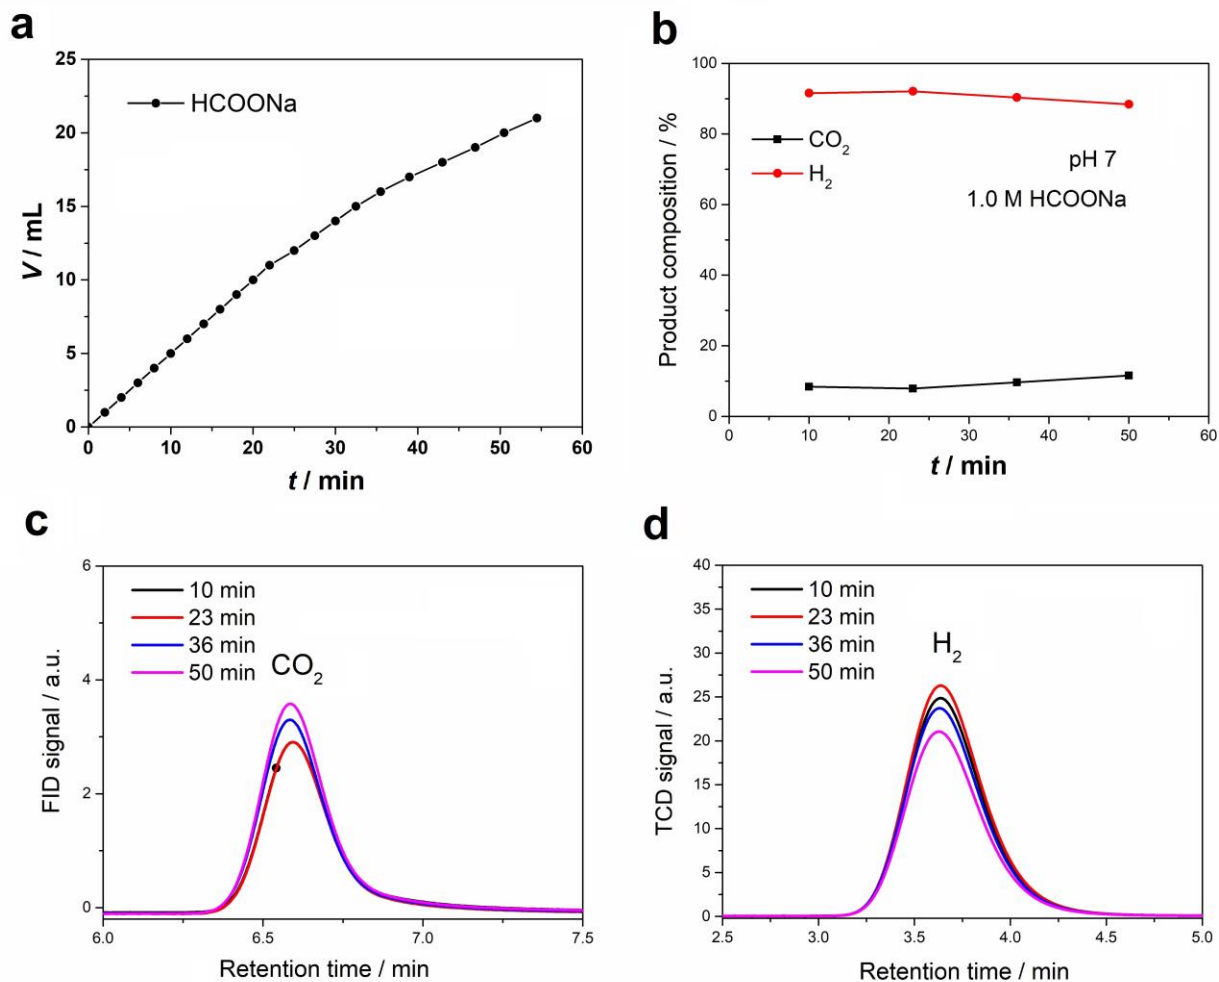 a
25
20
15
10
5
0
V / mL
HCOONa
0 10 20 30 40 50 60
t / min
b
100
80
60
40
20
0
Product composition / %
CO₂
H₂
pH 7
1.0 M HCOONa
0 10 20 30 40 50 60
t / min
c
6
4
2
0
FID signal / a.u.
10 min
23 min
36 min
50 min
CO₂
6.0 6.5 7.0 7.5
Retention time / min
d
40
35
30
25
20
15
10
5
0
TCD signal / a.u.
10 min
23 min
36 min
50 min
H₂
2.5 3.0 3.5 4.0 4.5 5.0
Retention time / min